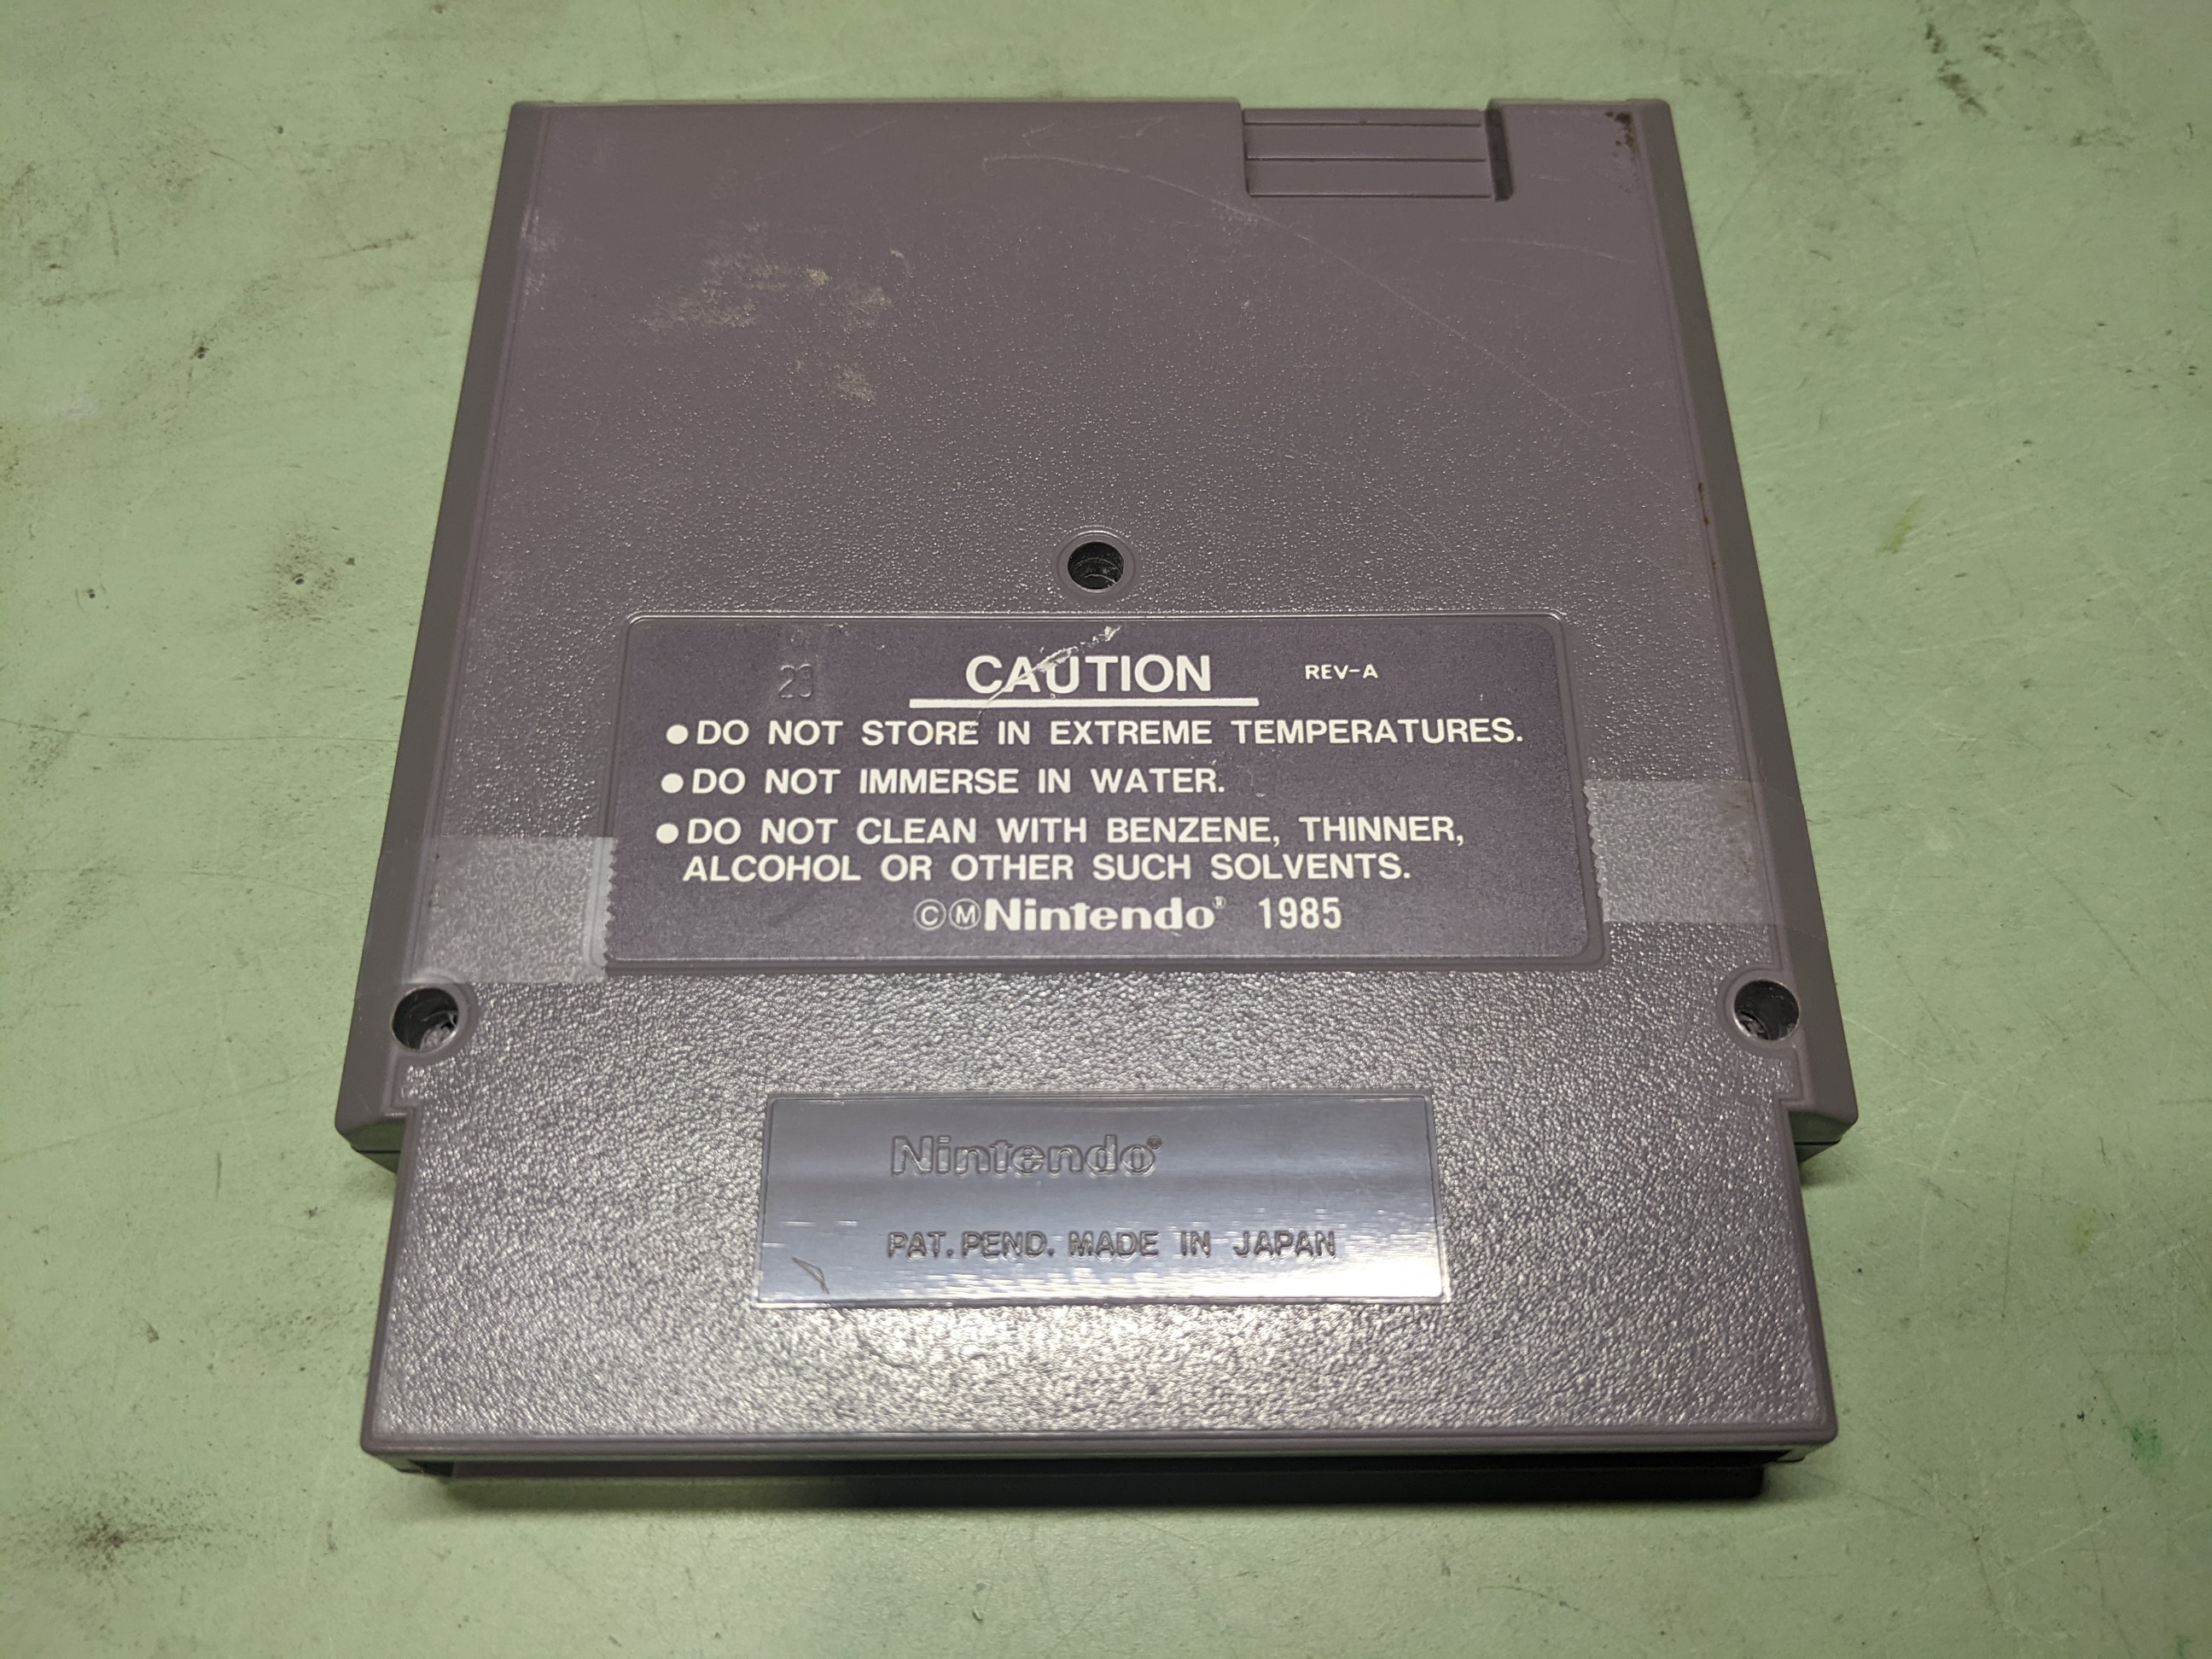 23 CAUTION REV-A
●DO NOT STORE IN EXTREME TEMPERATURES.
●DO NOT IMMERSE IN WATER.
●DO NOT CLEAN WITH BENZENE, THINNER,
ALCOHOL OR OTHER SUCH SOLVENTS.
ⒸⓂNintendo® 1985
Nintendo®
PAT. PEND. MADE IN JAPAN